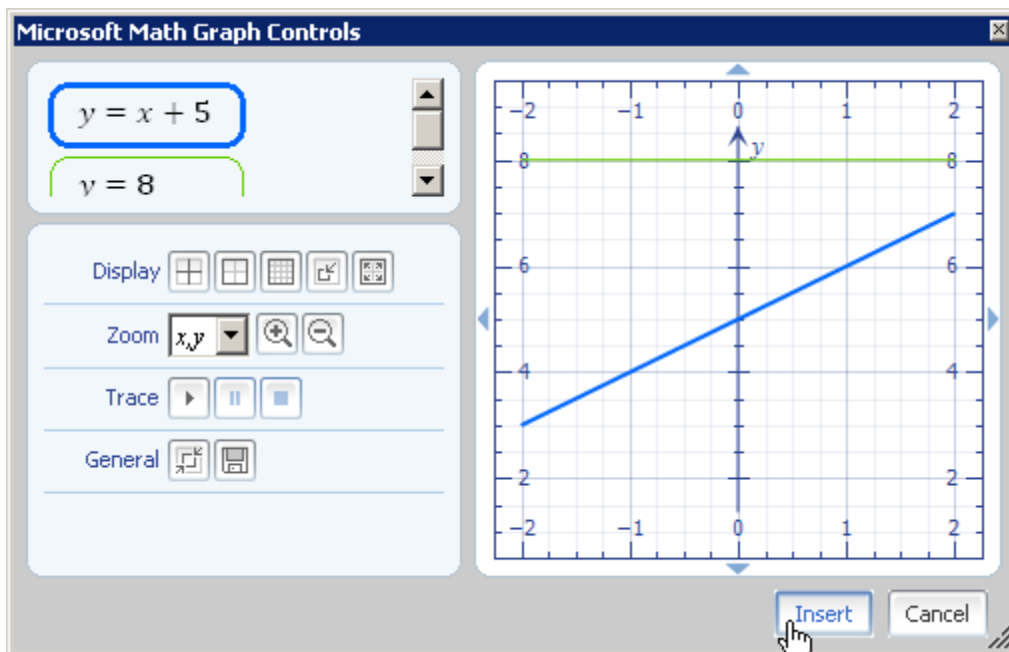 Microsoft Math Graph Controls
y = x + 5
y = 8
Display
Zoom x,y
Trace
General
−2 −1 0 1 2
y
8 8
6 6
4 4
2 2
−2 −1 0 1 2
Insert Cancel